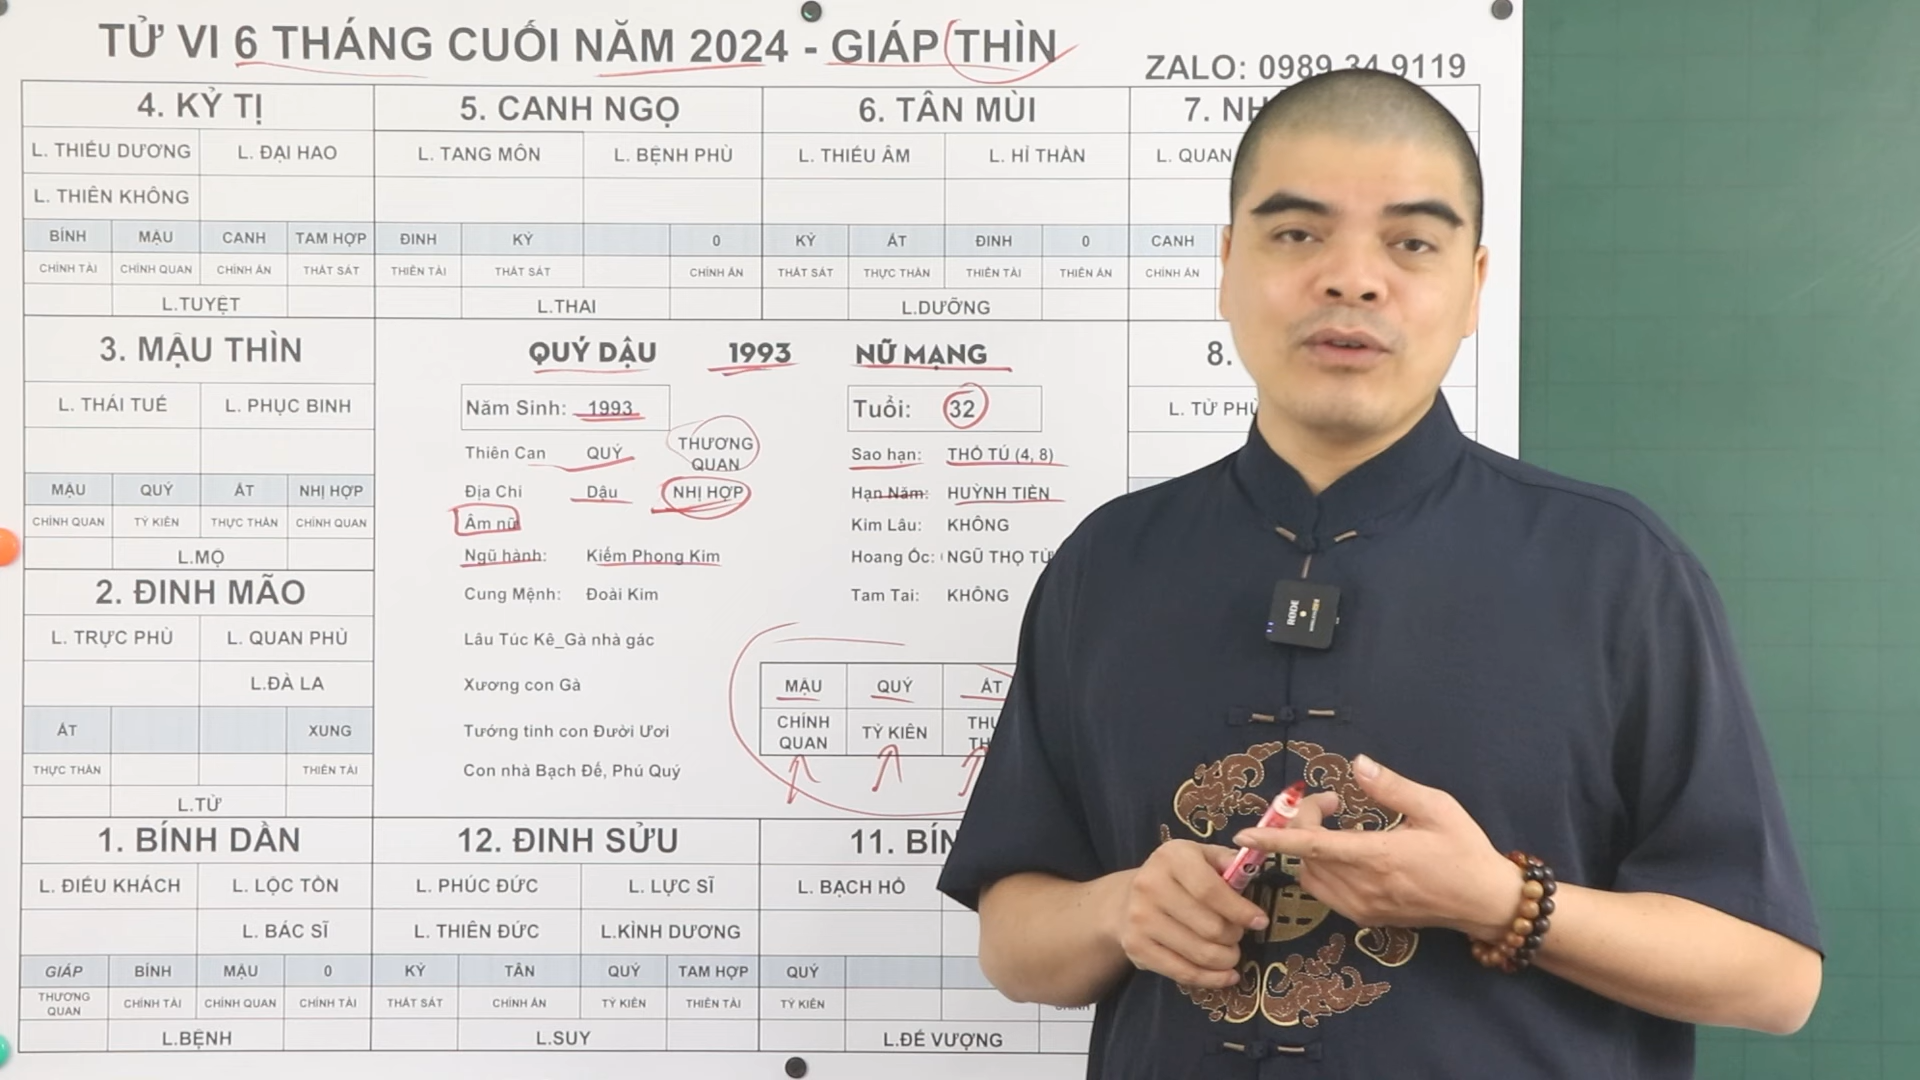 TỬ VI 6 THÁNG CUỐI NĂM 2024 - GIÁP THÌN
ZALO: 0989 34 9119
4. KỶ TỊ
L. THIẾU DƯƠNG L. ĐẠI HAO
L. THIÊN KHÔNG
BÍNH MẬU CANH TAM HỢP
CHÍNH TÀI CHÍNH QUAN CHÍNH ẤN THẤT SÁT
L.TUYỆT
5. CANH NGỌ
L. TANG MÔN L. BỆNH PHÙ
ĐINH KỶ 0
THIÊN TÀI THẤT SÁT CHÍNH ẤN
L.THAI
6. TÂN MÙI
L. THIẾU ÂM L. HỈ THẦN
KỶ ẤT ĐINH 0
THẤT SÁT THỰC THẦN THIÊN TÀI THIÊN ẤN
L.DƯỠNG
7.
L. QUAN
CANH
CHÍNH ẤN
3. MẬU THÌN
L. THÁI TUẾ L. PHỤC BINH
MẬU QUÝ ẤT NHỊ HỢP
CHÍNH QUAN TỶ KIÊN THỰC THẦN CHÍNH QUAN
L.MỘ
QUÝ DẬU 1993 NỮ MẠNG
Năm Sinh: 1993 Tuổi: 32
Thiên Can QUÝ THƯƠNG QUAN Sao hạn: THỔ TÚ (4, 8)
Địa Chi Dậu NHỊ HỢP Hạn Năm: HUỲNH TIỀN
Âm nữ Kim Lâu: KHÔNG
Ngũ hành: Kiếm Phong Kim Hoang Ốc: NGŨ THỌ TỬ
Cung Mệnh: Đoài Kim Tam Tai: KHÔNG
Lâu Túc Kê_Gà nhà gác
Xương con Gà
Tướng tinh con Đười Ươi
Con nhà Bạch Đế, Phú Quý
MẬU QUÝ ẤT
CHÍNH QUAN TỶ KIÊN
8.
L. TỬ PHÙ
2. ĐINH MÃO
L. TRỰC PHÙ L. QUAN PHÙ
L.ĐÀ LA
ẤT XUNG
THỰC THẦN THIÊN TÀI
L.TỬ
1. BÍNH DẦN
L. ĐIẾU KHÁCH L. LỘC TỒN
L. BÁC SĨ
GIÁP BÍNH MẬU 0
THƯƠNG QUAN CHÍNH TÀI CHÍNH QUAN CHÍNH TÀI
L.BỆNH
12. ĐINH SỬU
L. PHÚC ĐỨC L. LỰC SĨ
L. THIÊN ĐỨC L.KÌNH DƯƠNG
KỶ TÂN QUÝ TAM HỢP
THẤT SÁT CHÍNH ẤN TỶ KIÊN THIÊN TÀI
L.SUY
11.
L. BẠCH HỔ
QUÝ
TỶ KIÊN
L.ĐẾ VƯỢNG
RØDE